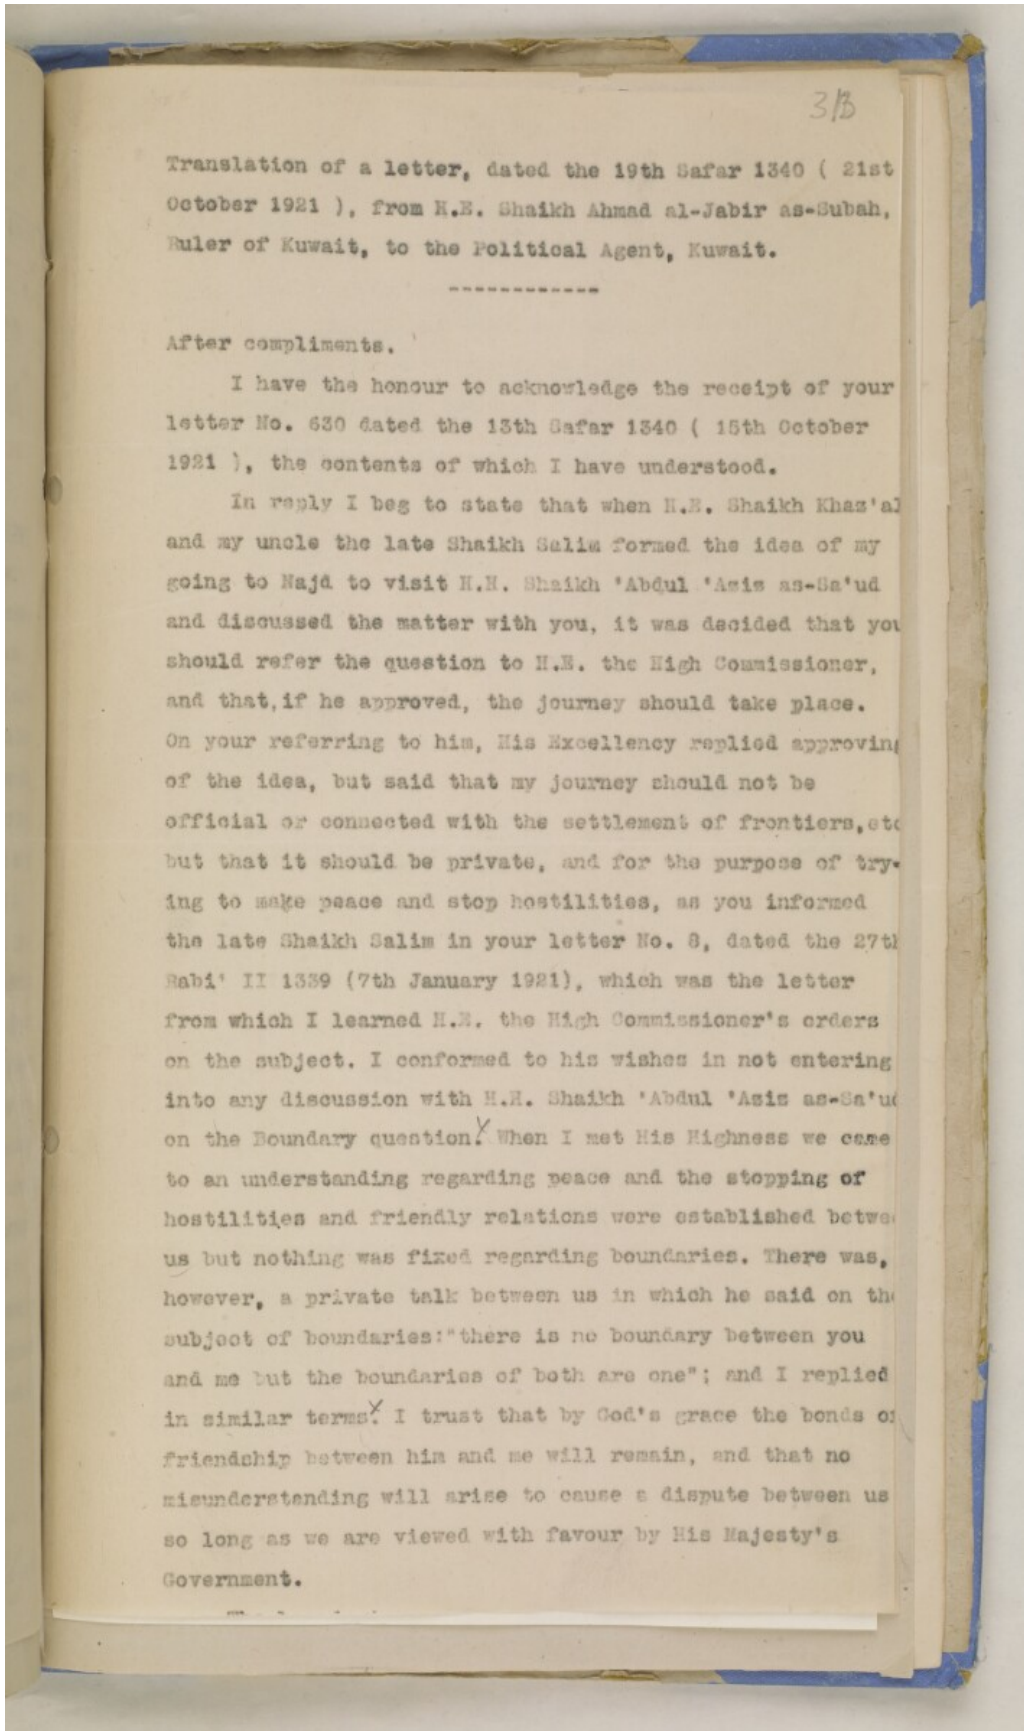 3/3
Translation of a letter, dated the 19th Safar 1340 ( 21st
October 1921 ), from H.E. Shaikh Ahmad al-Jabir as-Subah,
Ruler of Kuwait, to the Political Agent, Kuwait.
------------
After compliments.
I have the honour to acknowledge the receipt of your
letter No. 630 dated the 13th Safar 1340 ( 15th October
1921 ), the contents of which I have understood.
In reply I beg to state that when H.E. Shaikh Khaz'al
and my uncle the late Shaikh Salim formed the idea of my
going to Najd to visit H.H. Shaikh 'Abdul 'Aziz as-Sa'ud
and discussed the matter with you, it was decided that you
should refer the question to H.E. the High Commissioner,
and that,if he approved, the journey should take place.
On your referring to him, His Excellency replied approving
of the idea, but said that my journey should not be
official or connected with the settlement of frontiers,etc
but that it should be private, and for the purpose of try-
ing to make peace and stop hostilities, as you informed
the late Shaikh Salim in your letter No. 8, dated the 27th
Rabi' II 1339 (7th January 1921), which was the letter
from which I learned H.E. the High Commissioner's orders
on the subject. I conformed to his wishes in not entering
into any discussion with H.H. Shaikh 'Abdul 'Aziz as-Sa'ud
on the Boundary question. When I met His Highness we came
to an understanding regarding peace and the stopping of
hostilities and friendly relations were established betwe
us but nothing was fixed regarding boundaries. There was,
however, a private talk between us in which he said on the
subject of boundaries:"there is no boundary between you
and me but the boundaries of both are one"; and I replied
in similar terms. I trust that by God's grace the bonds of
friendship between him and me will remain, and that no
misunderstanding will arise to cause a dispute between us
so long as we are viewed with favour by His Majesty's
Government.